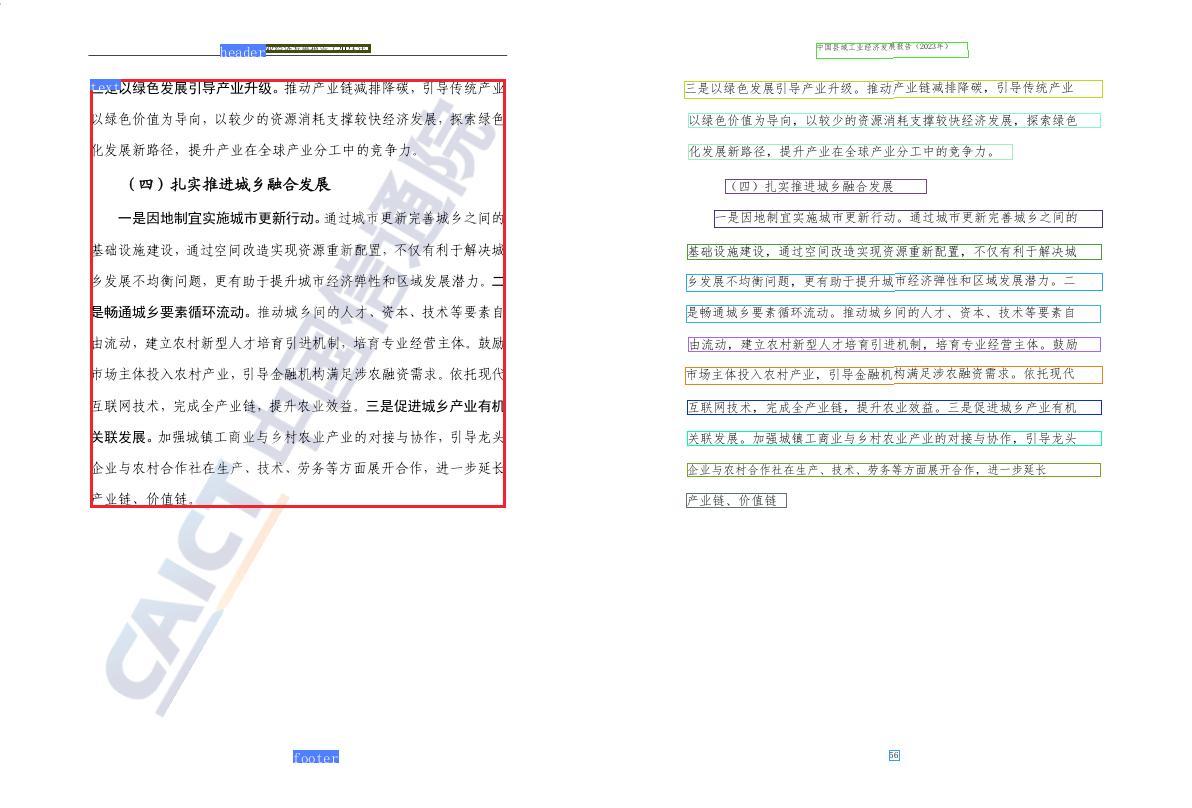 header
text
三是以绿色发展引导产业升级。推动产业链减排降碳，引导传统产业
以绿色价值为导向，以较少的资源消耗支撑较快经济发展，探索绿色
化发展新路径，提升产业在全球产业分工中的竞争力。
（四）扎实推进城乡融合发展
一是因地制宜实施城市更新行动。通过城市更新完善城乡之间的
基础设施建设，通过空间改造实现资源重新配置，不仅有利于解决城
乡发展不均衡问题，更有助于提升城市经济弹性和区域发展潜力。二
是畅通城乡要素循环流动。推动城乡间的人才、资本、技术等要素自
由流动，建立农村新型人才培育引进机制，培育专业经营主体。鼓励
市场主体投入农村产业，引导金融机构满足涉农融资需求。依托现代
互联网技术，完成全产业链，提升农业效益。三是促进城乡产业有机
关联发展。加强城镇工商业与乡村农业产业的对接与协作，引导龙头
企业与农村合作社在生产、技术、劳务等方面展开合作，进一步延长
产业链、价值链。
CAICT 中国信通院
footer
中国县域工业经济发展报告（2023年）
三是以绿色发展引导产业升级。推动产业链减排降碳，引导传统产业
以绿色价值为导向，以较少的资源消耗支撑较快经济发展，探索绿色
化发展新路径，提升产业在全球产业分工中的竞争力。
（四）扎实推进城乡融合发展
一是因地制宜实施城市更新行动。通过城市更新完善城乡之间的
基础设施建设，通过空间改造实现资源重新配置，不仅有利于解决城
乡发展不均衡问题，更有助于提升城市经济弹性和区域发展潜力。二
是畅通城乡要素循环流动。推动城乡间的人才、资本、技术等要素自
由流动，建立农村新型人才培育引进机制，培育专业经营主体。鼓励
市场主体投入农村产业，引导金融机构满足涉农融资需求。依托现代
互联网技术，完成全产业链，提升农业效益。三是促进城乡产业有机
关联发展。加强城镇工商业与乡村农业产业的对接与协作，引导龙头
企业与农村合作社在生产、技术、劳务等方面展开合作，进一步延长
产业链、价值链
56